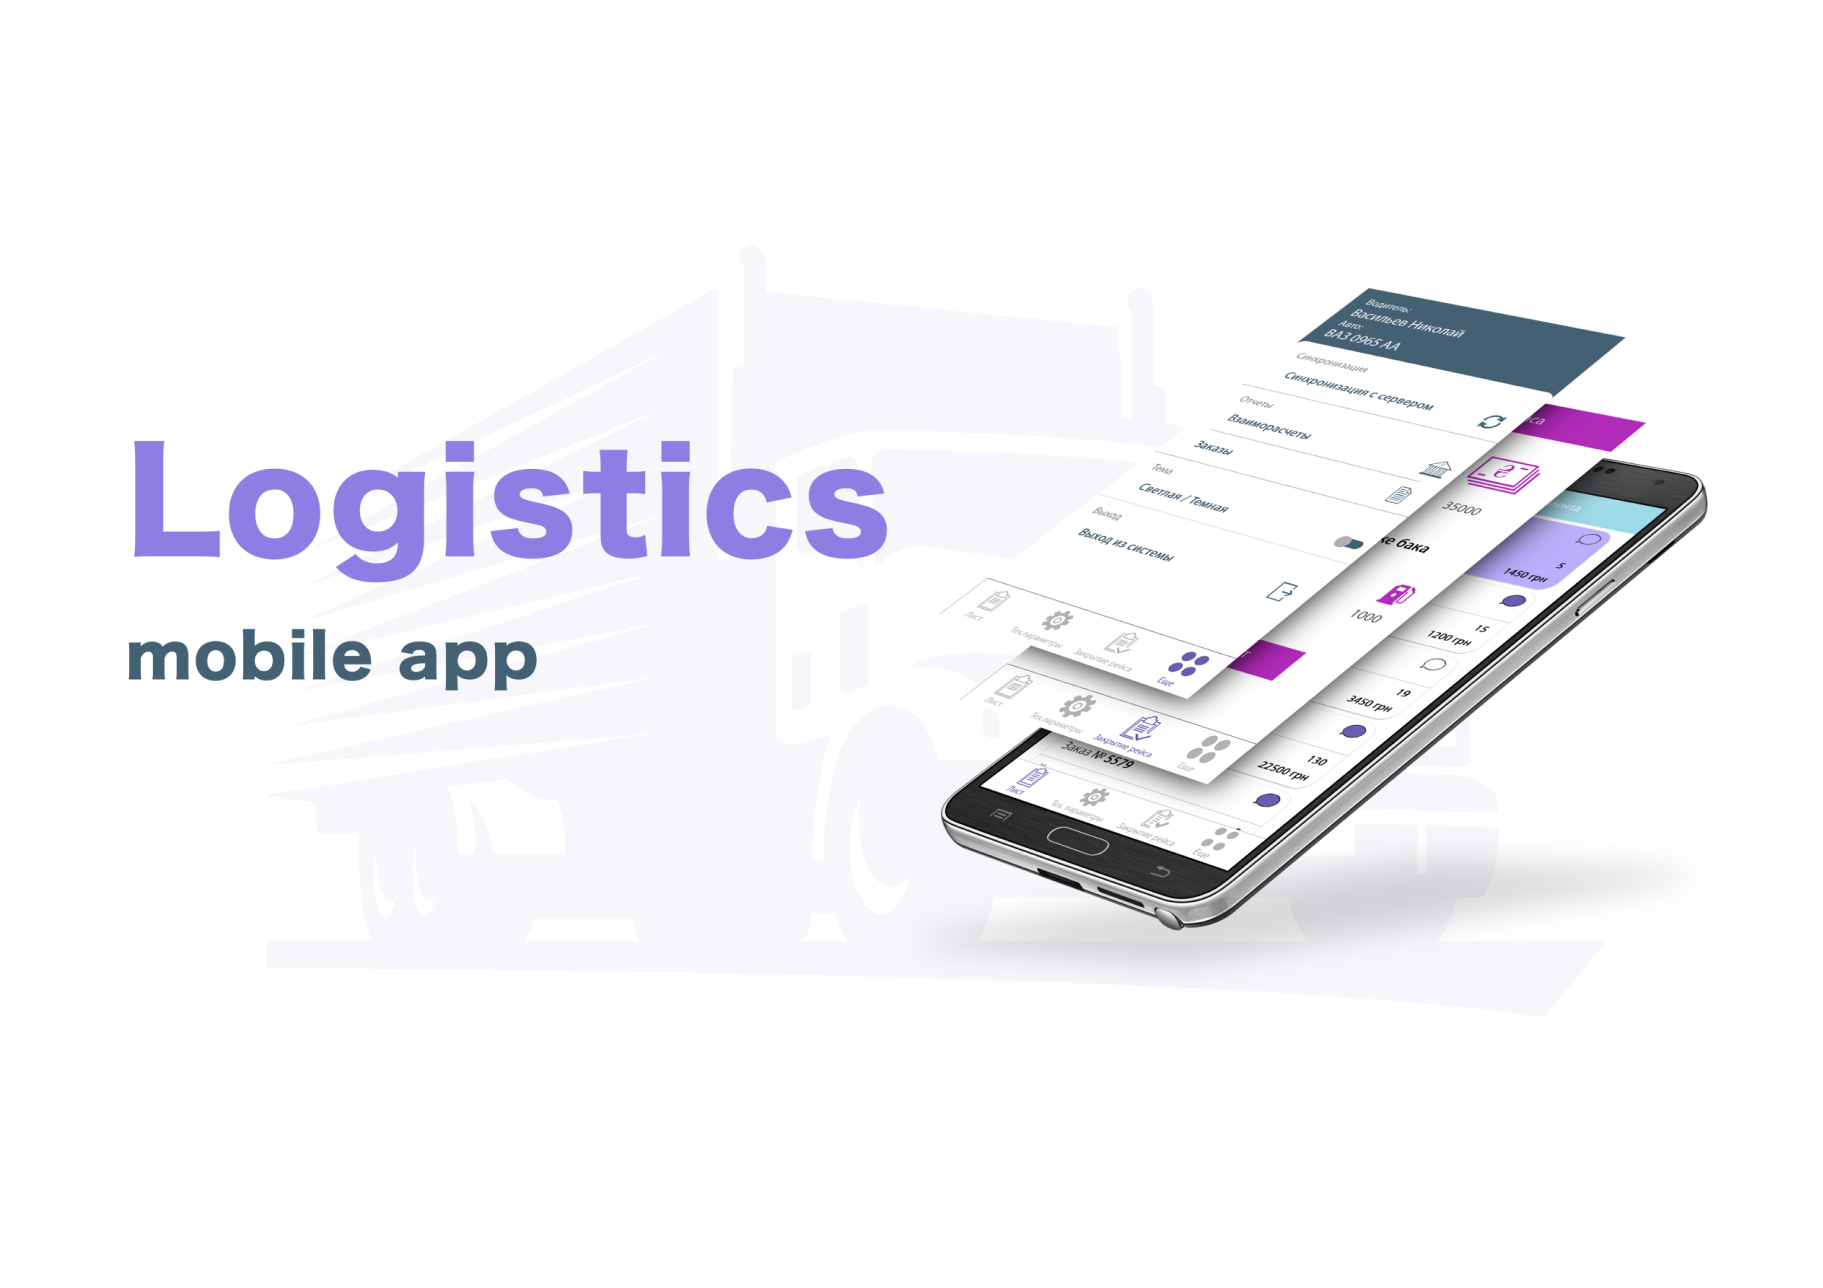 Logistics
mobile app
Водитель:
Васильев Николай
Авто:
ВАЗ 0965 АА
Синхронизация
Синхронизация с сервером
Отчеты
Взаиморасчеты
Заказы
Тема
Светлая / Темная
Выход
Выход из системы
Лист
Тех.параметры
Закрытие рейса
Еще
35000
бака
1000
Лист
Тех.параметры
Закрытие рейса
Еще
5
1450 грн
15
1200 грн
19
3450 грн
130
22500 грн
Заказ № 5579
Лист
Тех. параметры
Закрытие рейса
Еще